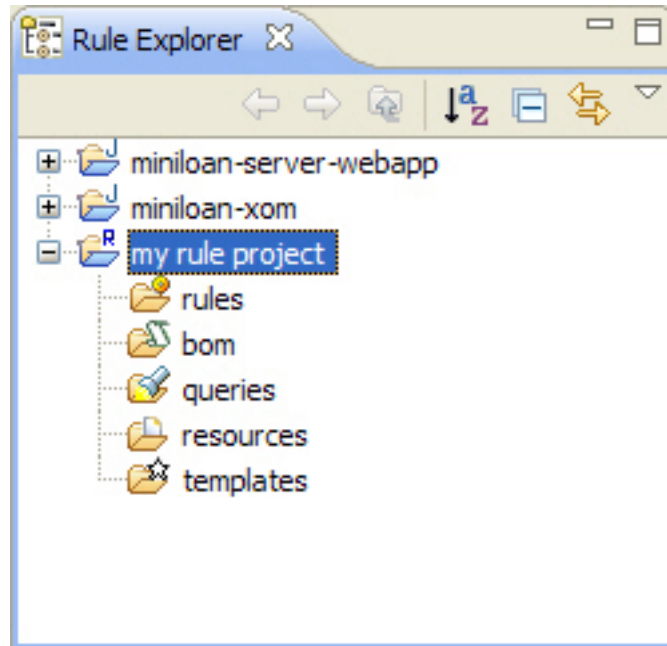 Rule Explorer
miniloan-server-webapp
miniloan-xom
my rule project
rules
bom
queries
resources
templates